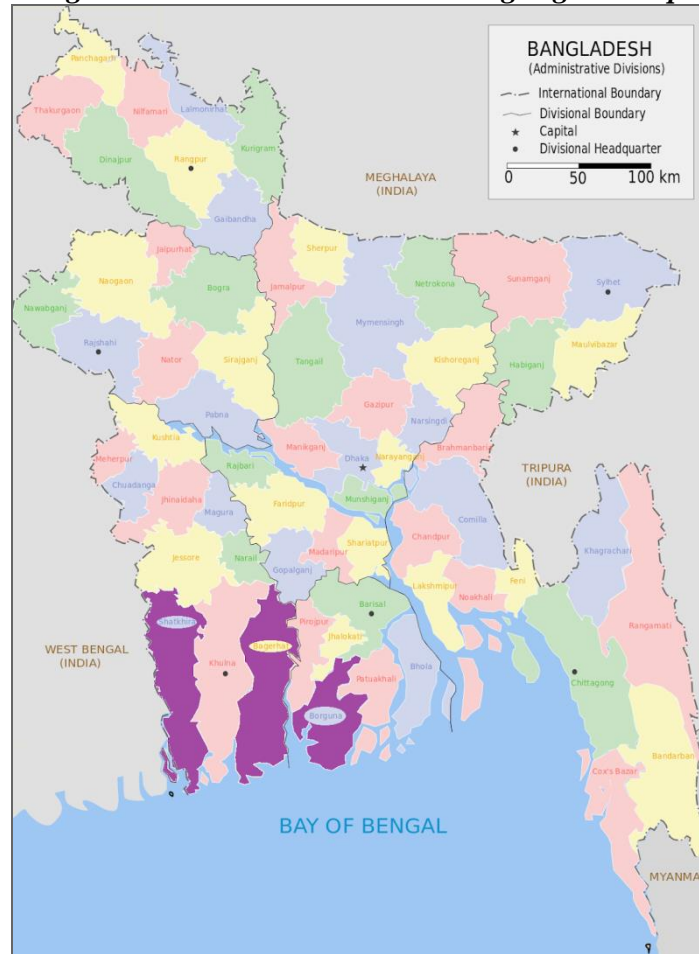 BANGLADESH
(Administrative Divisions)
International Boundary
Divisional Boundary
Capital
Divisional Headquarter
0 50 100 km
Panchagarh
Thakurgaon
Nilfamari
Lalmonirhat
Dinajpur
Rangpur
Kurigram
Gaibandha
MEGHALAYA
(INDIA)
Jaipurhat
Naogaon
Bogra
Jamalpur
Sherpur
Netrokona
Sunamganj
Sylhet
Nawabganj
Mymensingh
Rajshahi
Nator
Sirajganj
Tangail
Kishoreganj
Habiganj
Maulvibazar
Pabna
Gazipur
Narsingdi
Kushtia
Manikganj
Dhaka
Narayanganj
Brahmanbaria
Meherpur
Rajbari
TRIPURA
(INDIA)
Chuadanga
Jhinaidaha
Magura
Faridpur
Munshiganj
Comilla
Jessore
Narail
Gopalganj
Madaripur
Shariatpur
Chandpur
Khagrachari
Lakshmipur
Noakhali
Feni
Rangamati
Shatkhira
Bagerhat
Pirojpur
Barisal
Jhalokati
WEST BENGAL
(INDIA)
Khulna
Patuakhali
Bhola
Chittagong
Borguna
Bandarban
Cox's Bazar
BAY OF BENGAL
MYANMA